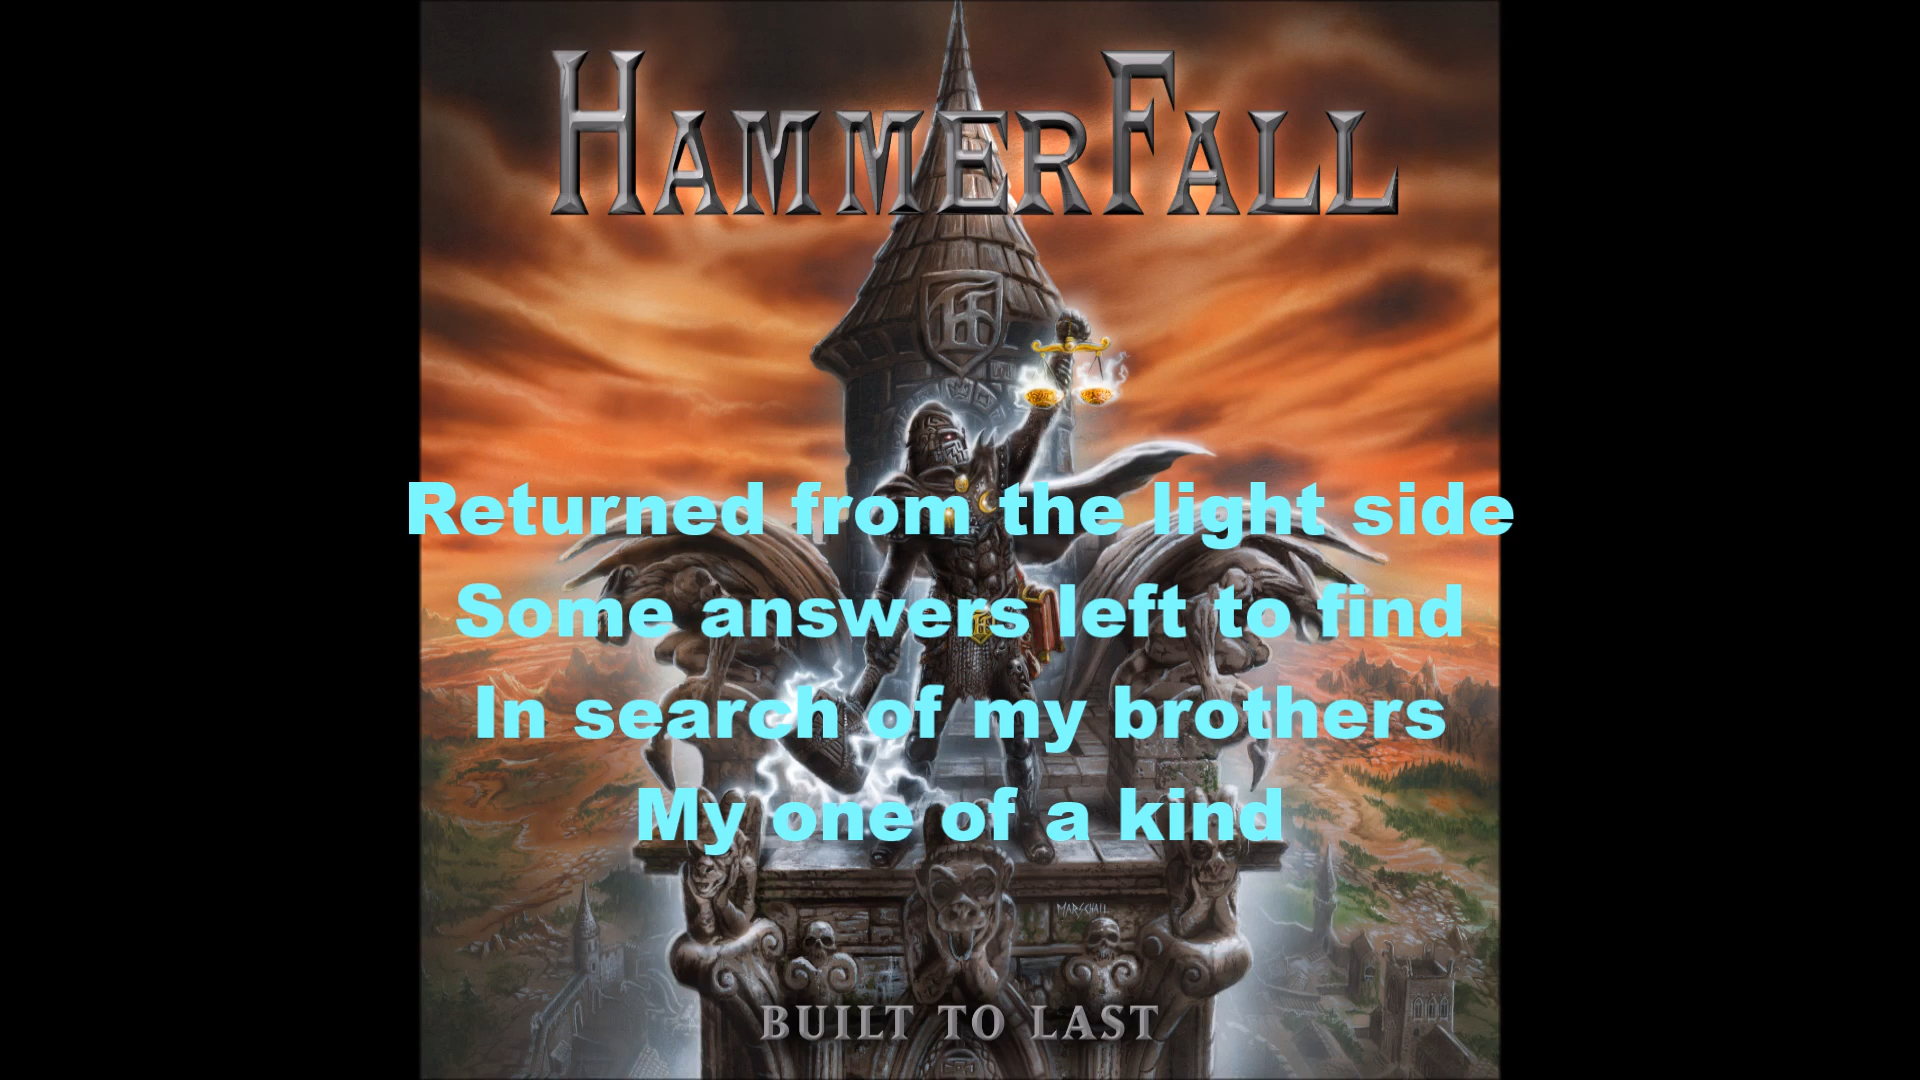 HAMMERFALL
Returned from the light side
Some answers left to find
In search of my brothers
My one of a kind
MARSCHALL
BUILT TO LAST